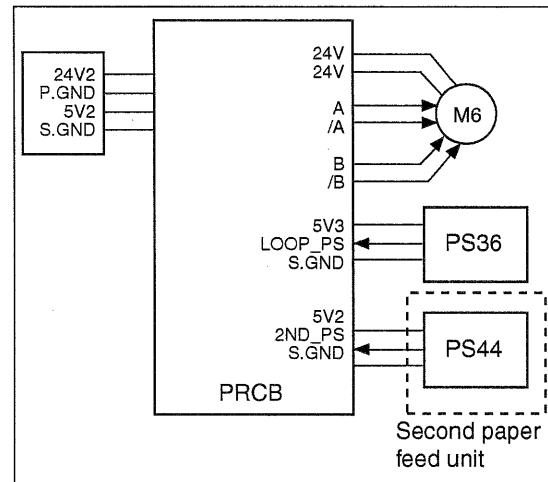 24V2
P.GND
5V2
S.GND
24V
24V
A
/A
B
/B
M6
5V3
LOOP_PS
S.GND
PS36
5V2
2ND_PS
S.GND
PS44
PRCB
Second paper
feed unit